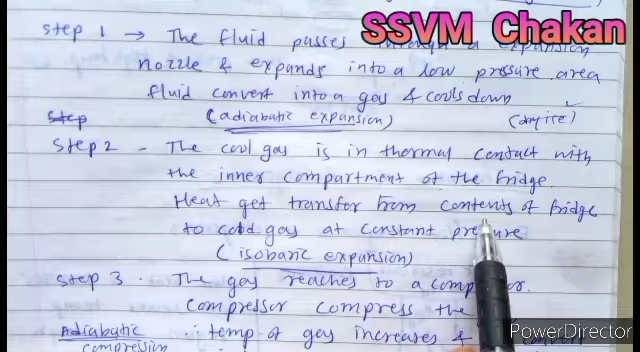 SSVM Chakan
Step 1 → The fluid passes through a expansion
nozzle & expands into a low pressure area
fluid convert into a gas & cools down
Step (adiabatic expansion)
Step 2 - The cool gas is in thermal contact with
the inner compartment of the fridge.
Heat get transfer from contents of fridge
to cold gas at constant pressure
(isobaric expansion)
Step 3. The gas reaches to a
compressor compress the
Adiabatic ∴ temp of gas increases &
compression
PowerDirector